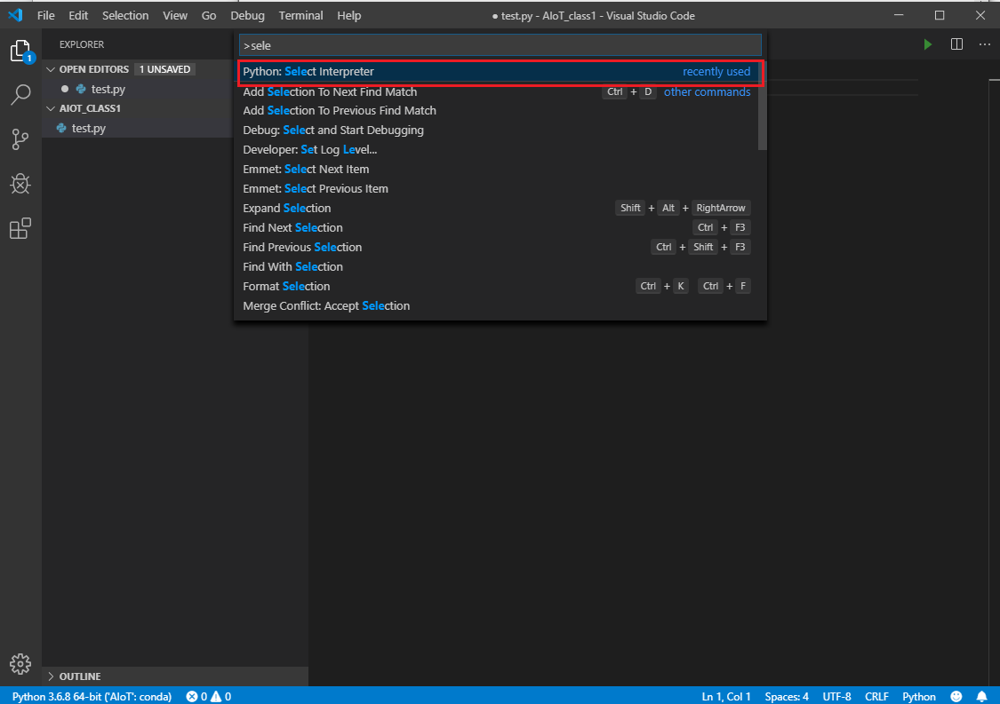 File Edit Selection View Go Debug Terminal Help ● test.py - AIoT_class1 - Visual Studio Code
1
EXPLORER
OPEN EDITORS 1 UNSAVED
● test.py
AIOT_CLASS1
test.py
>sele
Python: Select Interpreter recently used
Add Selection To Next Find Match Ctrl + D other commands
Add Selection To Previous Find Match
Debug: Select and Start Debugging
Developer: Set Log Level...
Emmet: Select Next Item
Emmet: Select Previous Item
Expand Selection Shift + Alt + RightArrow
Find Next Selection Ctrl + F3
Find Previous Selection Ctrl + Shift + F3
Find With Selection
Format Selection Ctrl + K Ctrl + F
Merge Conflict: Accept Selection
OUTLINE
Python 3.6.8 64-bit ('AIoT': conda) 0 0 Ln 1, Col 1 Spaces: 4 UTF-8 CRLF Python